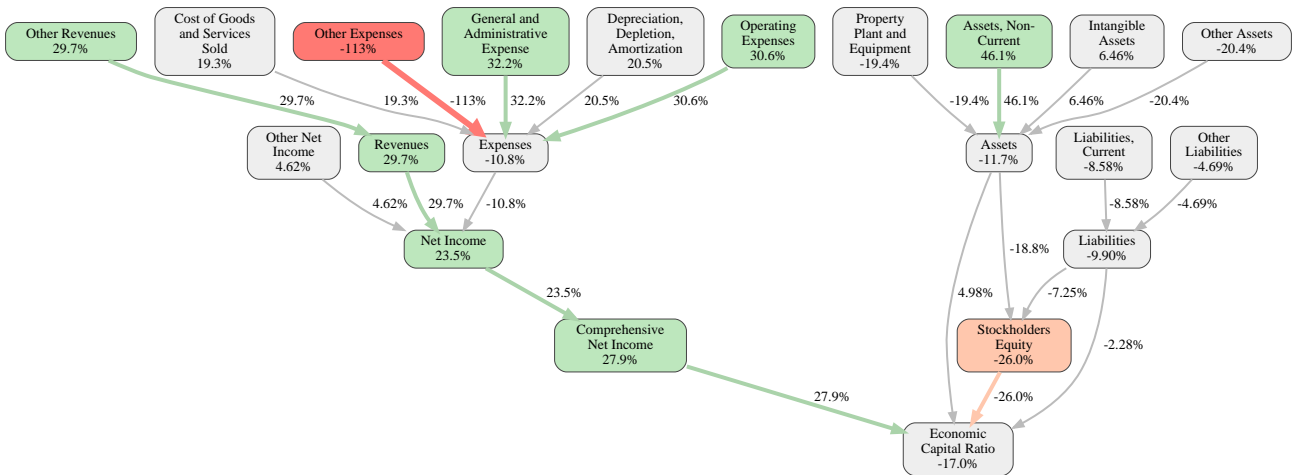 Other Revenues
29.7%
Cost of Goods
and Services
Sold
19.3%
Other Expenses
-113%
General and
Administrative
Expense
32.2%
Depreciation,
Depletion,
Amortization
20.5%
Operating
Expenses
30.6%
Property
Plant and
Equipment
-19.4%
Assets, Non-
Current
46.1%
Intangible
Assets
6.46%
Other Assets
-20.4%
29.7%
19.3%
-113%
32.2%
20.5%
30.6%
-19.4%
46.1%
6.46%
-20.4%
Other Net
Income
4.62%
Revenues
29.7%
Expenses
-10.8%
Assets
-11.7%
Liabilities,
Current
-8.58%
Other
Liabilities
-4.69%
4.62%
29.7%
-10.8%
-8.58%
-4.69%
Net Income
23.5%
-18.8%
Liabilities
-9.90%
23.5%
4.98%
-7.25%
Comprehensive
Net Income
27.9%
Stockholders
Equity
-26.0%
-2.28%
27.9%
-26.0%
Economic
Capital Ratio
-17.0%